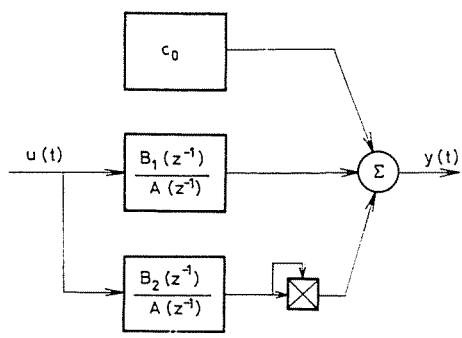 c₀
u(t)
B₁(z⁻¹)
A(z⁻¹)
Σ
y(t)
B₂(z⁻¹)
A(z⁻¹)